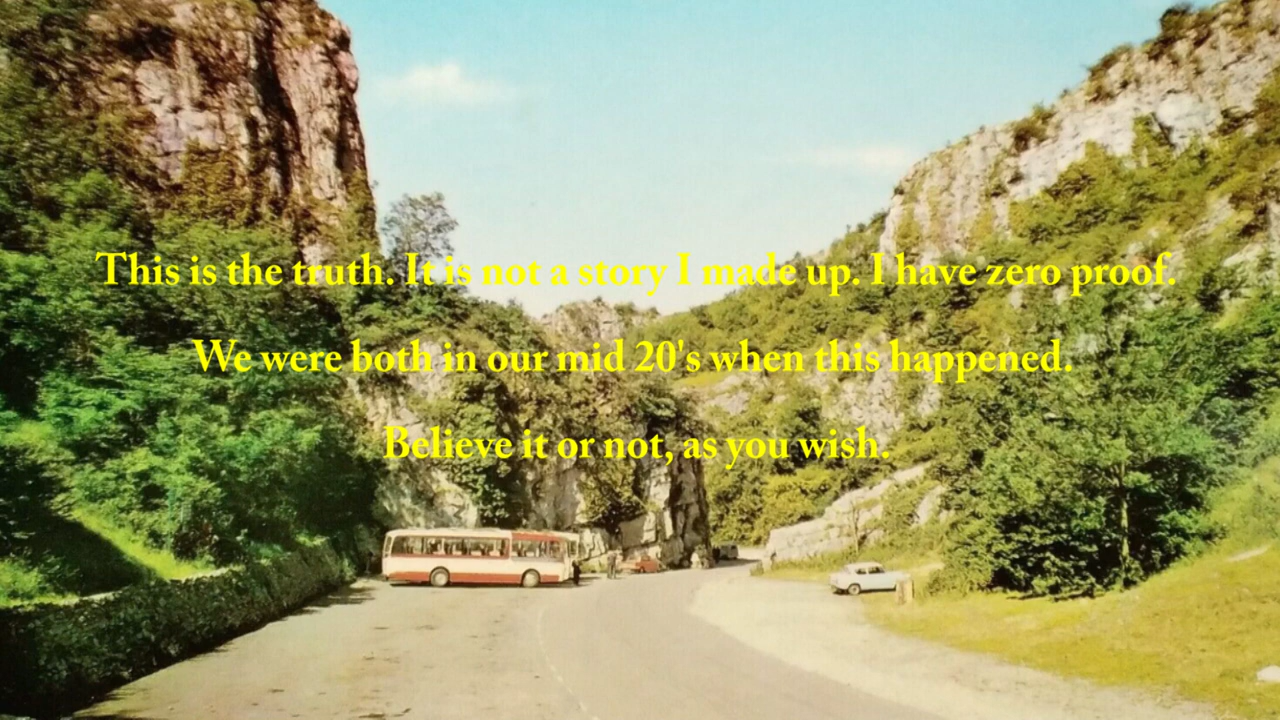 This is the truth. It is not a story I made up. I have zero proof.
We were both in our mid 20's when this happened.
Believe it or not, as you wish.